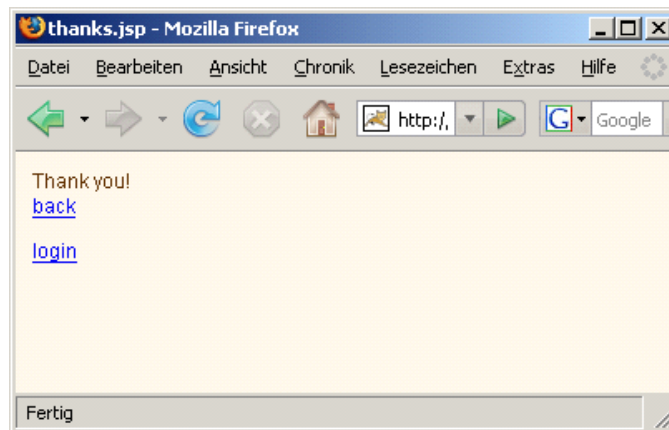 thanks.jsp - Mozilla Firefox
Datei Bearbeiten Ansicht Chronik Lesezeichen Extras Hilfe
http:/, G Google
Thank you!
back
login
Fertig